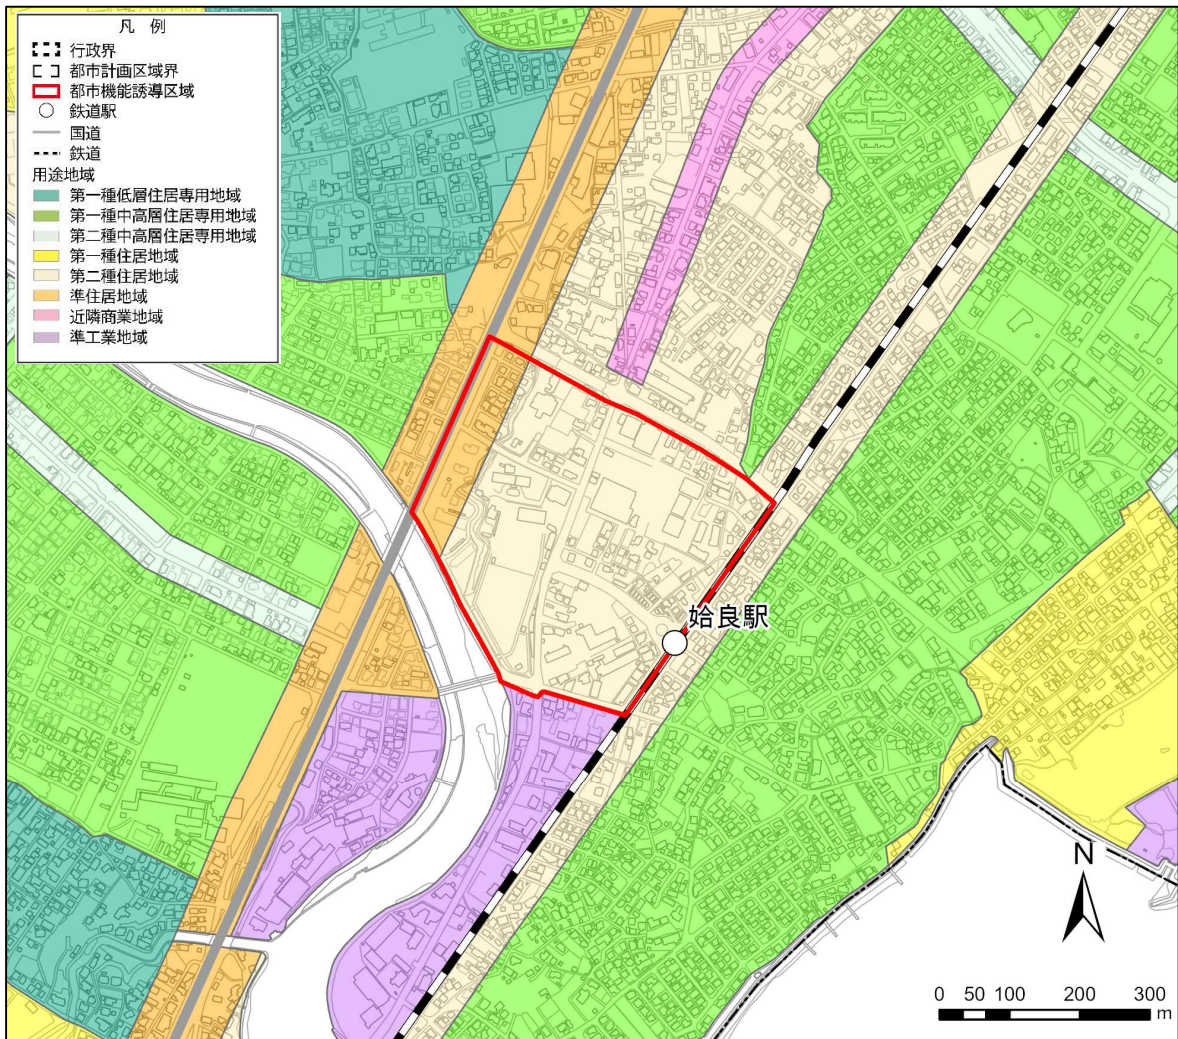 凡 例
行政界
都市計画区域界
都市機能誘導区域
鉄道駅
国道
鉄道
用途地域
第一種低層住居専用地域
第一種中高層住居専用地域
第二種中高層住居専用地域
第一種住居地域
第二種住居地域
準住居地域
近隣商業地域
準工業地域
姶良駅
N
0 50 100 200 300
m